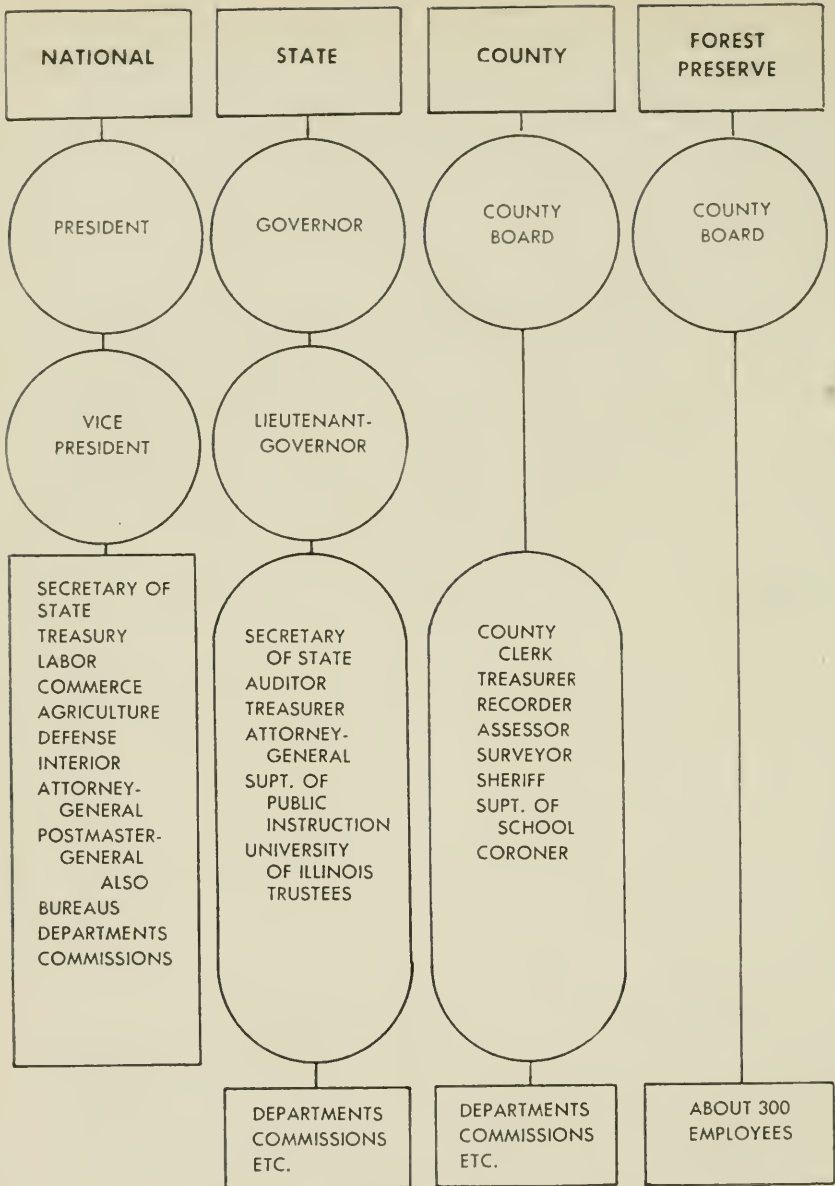 NATIONAL
PRESIDENT
VICE
PRESIDENT
SECRETARY OF
STATE
TREASURY
LABOR
COMMERCE
AGRICULTURE
DEFENSE
INTERIOR
ATTORNEY-
GENERAL
POSTMASTER-
GENERAL
ALSO
BUREAUS
DEPARTMENTS
COMMISSIONS
STATE
GOVERNOR
LIEUTENANT-
GOVERNOR
SECRETARY
OF STATE
AUDITOR
TREASURER
ATTORNEY-
GENERAL
SUPT. OF
PUBLIC
INSTRUCTION
UNIVERSITY
OF ILLINOIS
TRUSTEES
DEPARTMENTS
COMMISSIONS
ETC.
COUNTY
COUNTY
BOARD
COUNTY
CLERK
TREASURER
RECORDER
ASSESSOR
SURVEYOR
SHERIFF
SUPT. OF
SCHOOL
CORONER
DEPARTMENTS
COMMISSIONS
ETC.
FOREST
PRESERVE
COUNTY
BOARD
ABOUT 300
EMPLOYEES